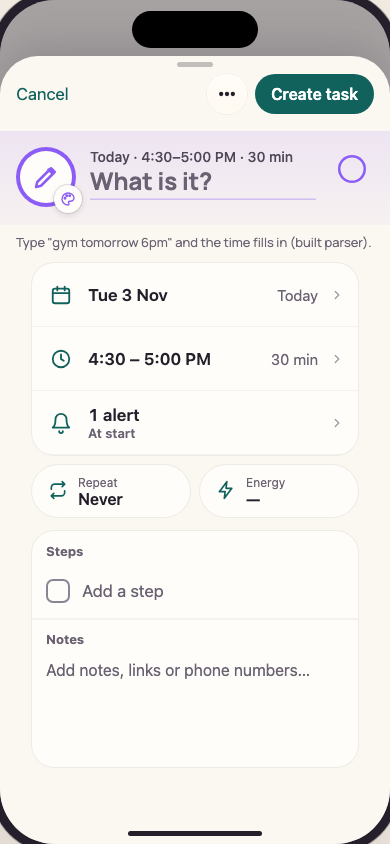 Cancel
•••
Create task
Today · 4:30–5:00 PM · 30 min
What is it?
Type "gym tomorrow 6pm" and the time fills in (built parser).
Tue 3 Nov
Today
4:30 – 5:00 PM
30 min
1 alert
At start
Repeat
Never
Energy
—
Steps
Add a step
Notes
Add notes, links or phone numbers...